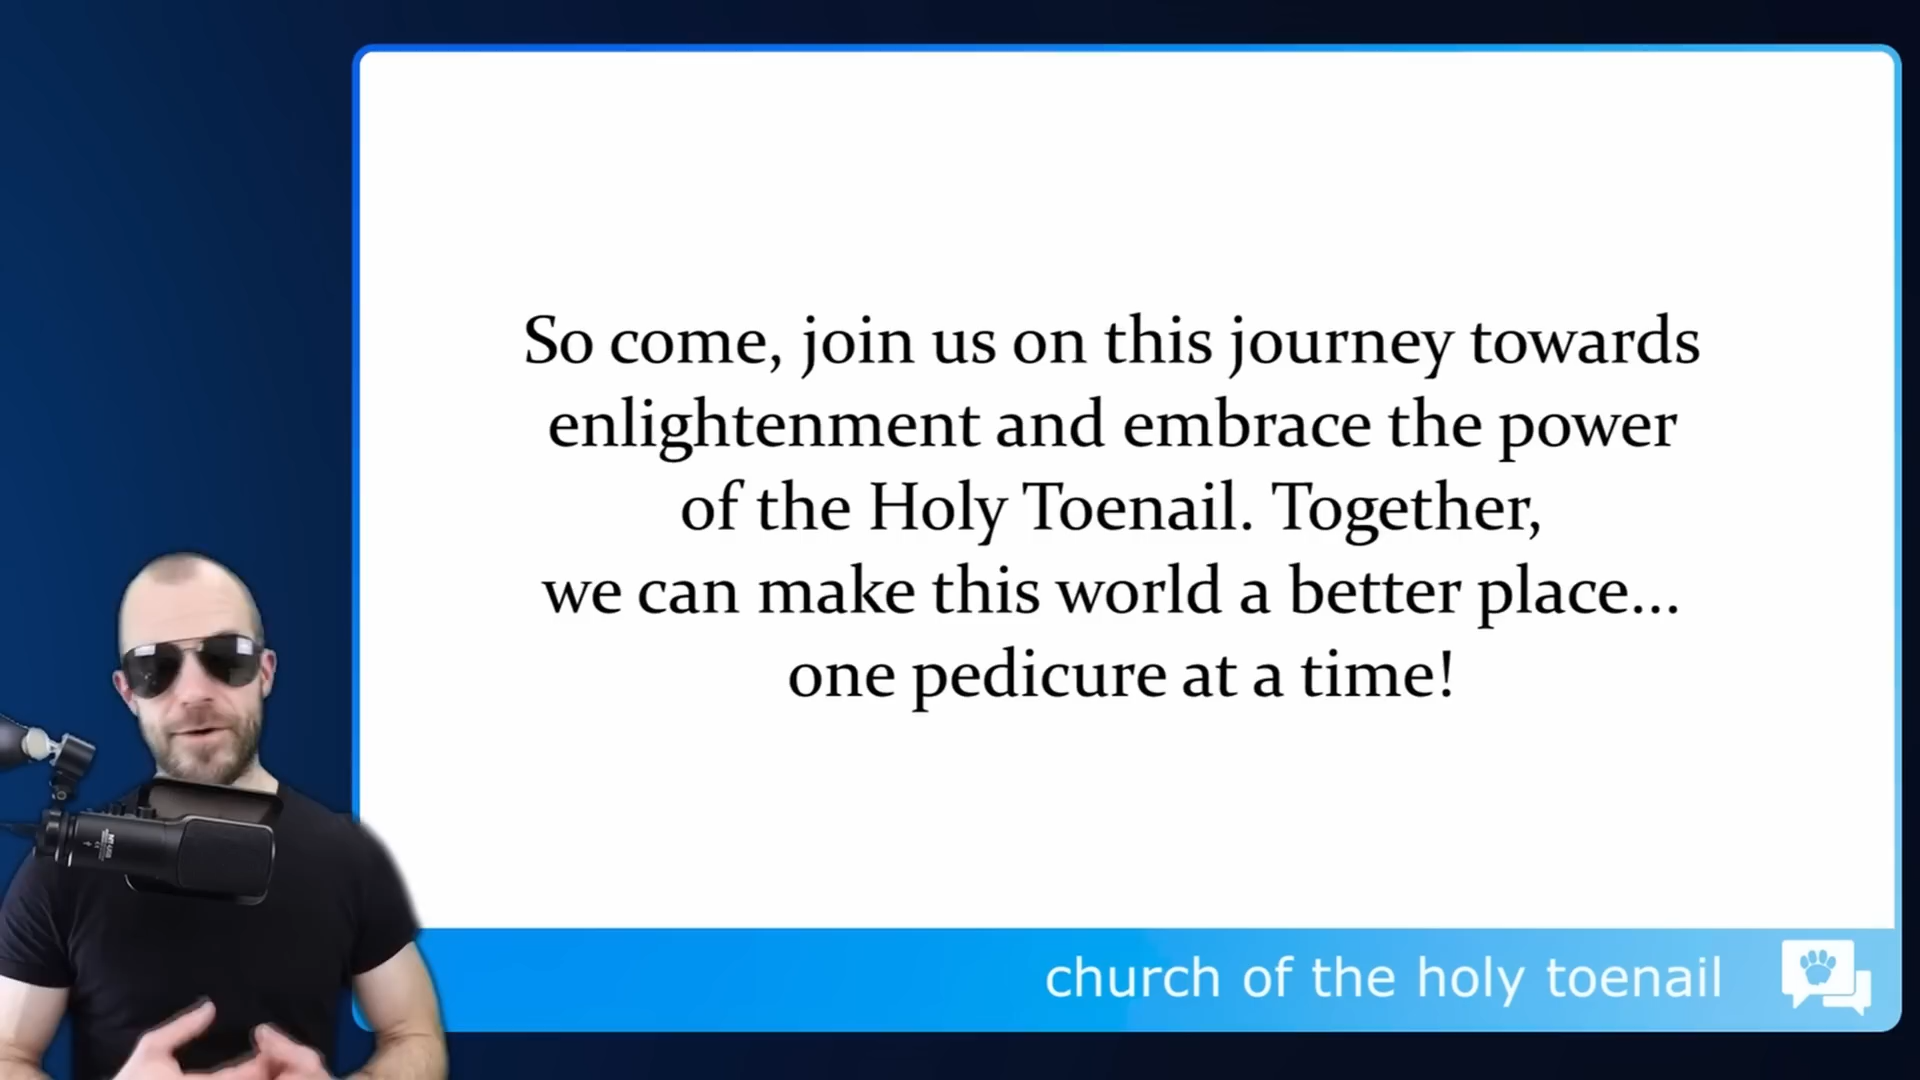 So come, join us on this journey towards
enlightenment and embrace the power
of the Holy Toenail. Together,
we can make this world a better place...
one pedicure at a time!
church of the holy toenail